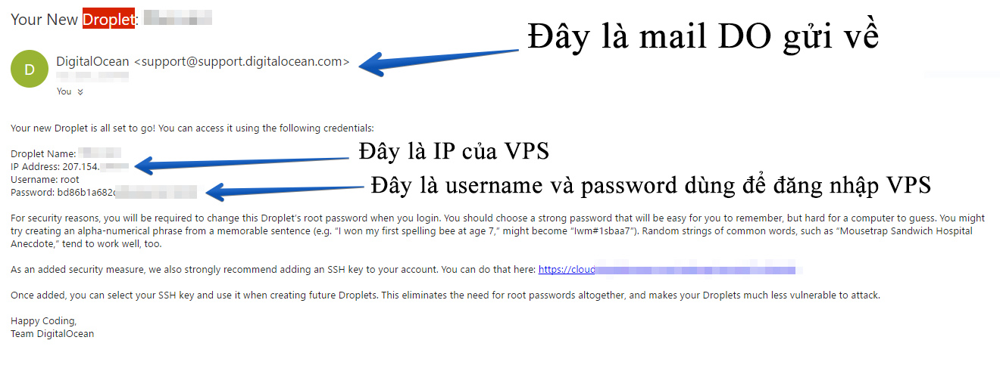 Your New Droplet:
Đây là mail DO gửi về
D
DigitalOcean <support@support.digitalocean.com>
You
Your new Droplet is all set to go! You can access it using the following credentials:
Droplet Name:
Đây là IP của VPS
IP Address: 207.154.
Username: root
Đây là username và password dùng để đăng nhập VPS
Password: bd86b1a682
For security reasons, you will be required to change this Droplet's root password when you login. You should choose a strong password that will be easy for you to remember, but hard for a computer to guess. You might
try creating an alpha-numerical phrase from a memorable sentence (e.g. “I won my first spelling bee at age 7,” might become “Iwm#1sbaa7”). Random strings of common words, such as “Mousetrap Sandwich Hospital
Anecdote,” tend to work well, too.
As an added security measure, we also strongly recommend adding an SSH key to your account. You can do that here: https://cloud
Once added, you can select your SSH key and use it when creating future Droplets. This eliminates the need for root passwords altogether, and makes your Droplets much less vulnerable to attack.
Happy Coding,
Team DigitalOcean